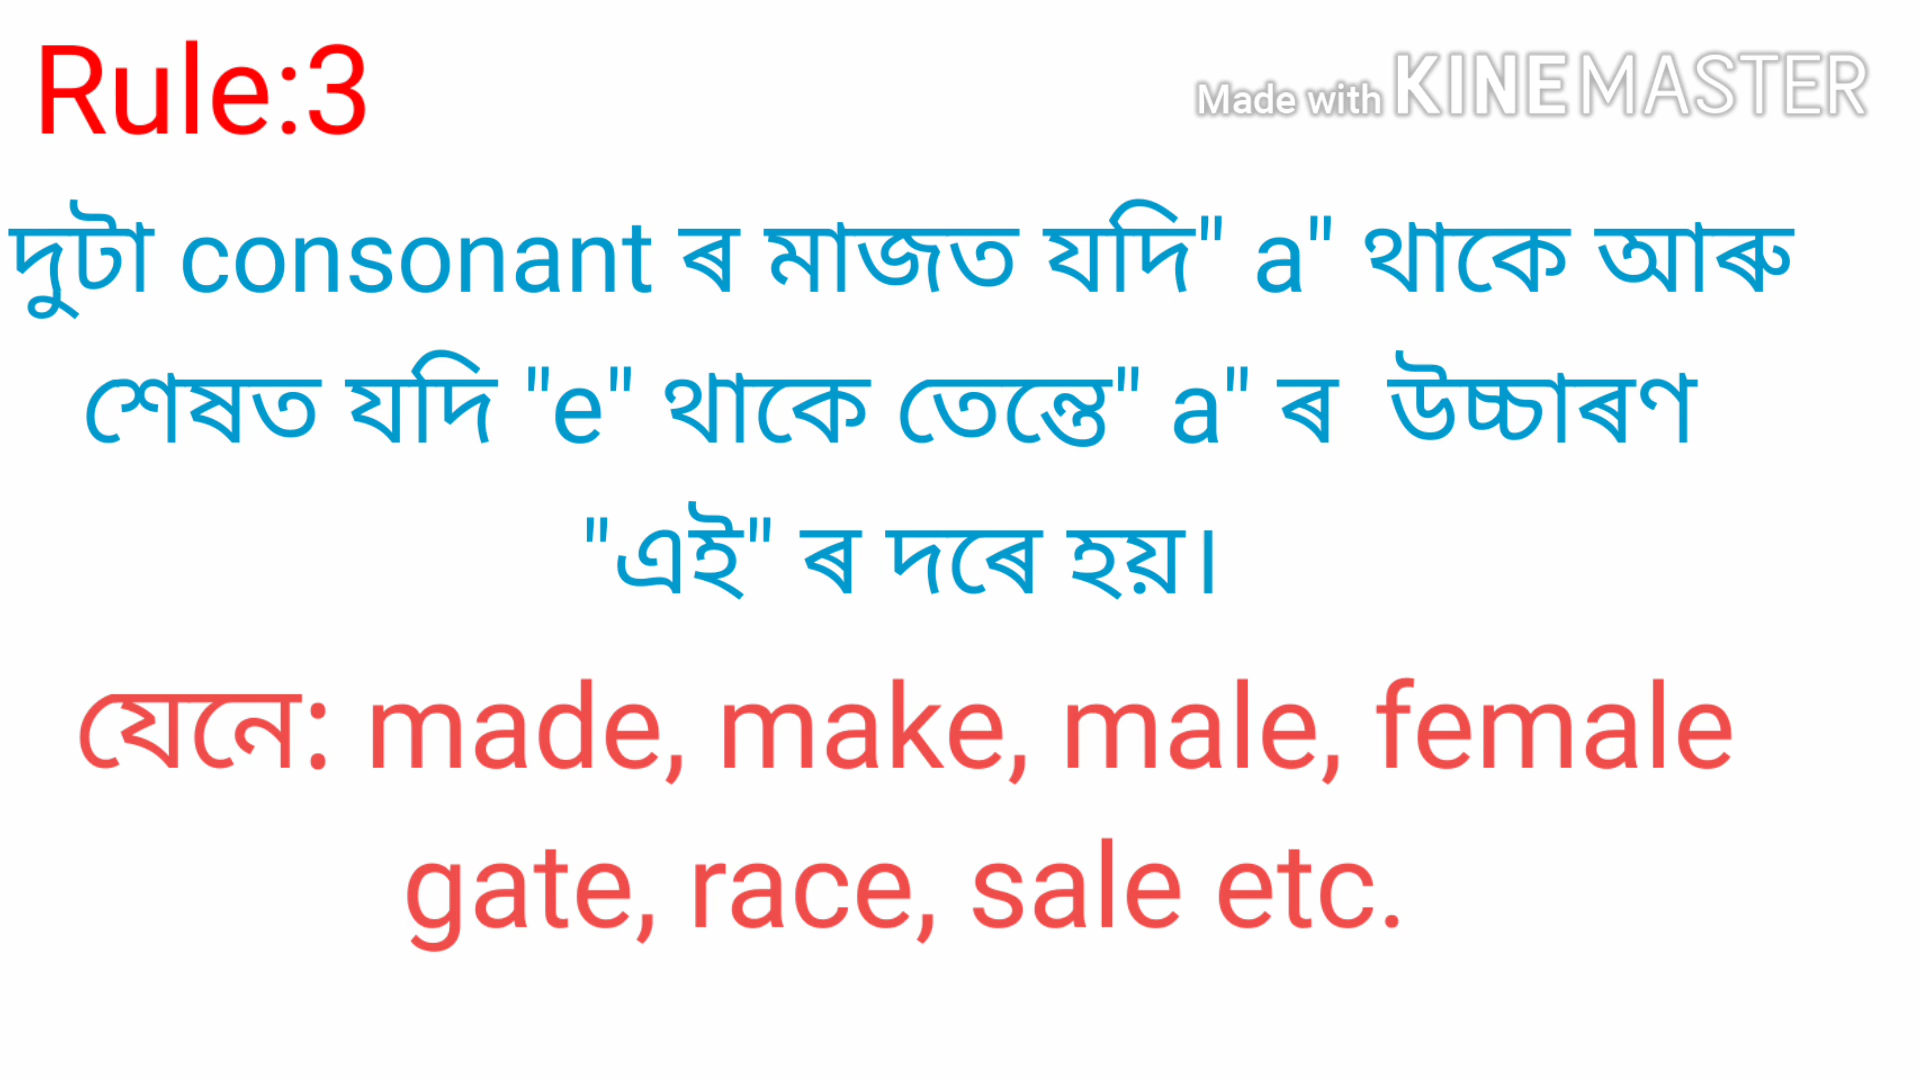 Rule:3
Made with KINEMASTER
দুটা consonant ৰ মাজত যদি" a" থাকে আৰু
শেষত যদি "e" থাকে তেন্তে" a" ৰ উচ্চাৰণ
"এই" ৰ দৰে হয়।
যেনে: made, make, male, female
gate, race, sale etc.